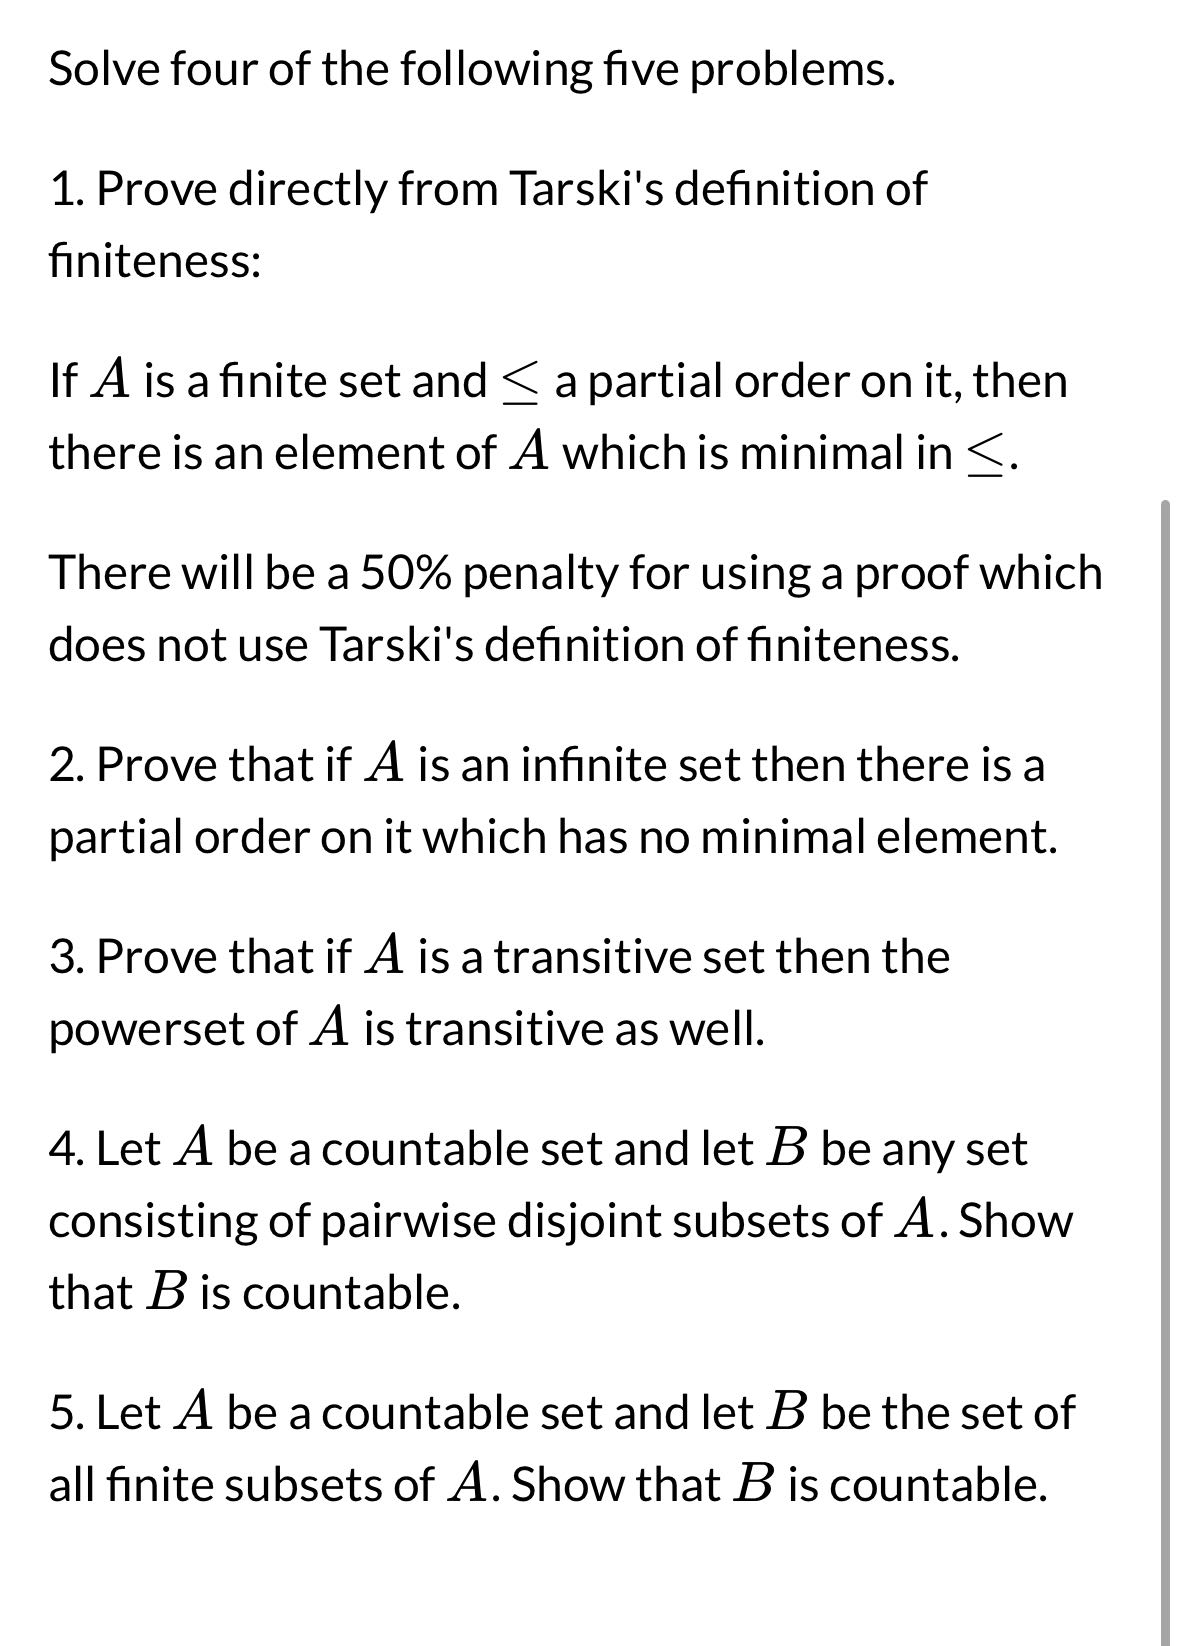 Solve four of the following five problems.
1. Prove directly from Tarski's definition of
finiteness:
If A is a finite set and ≤ a partial order on it, then
there is an element of A which is minimal in ≤.
There will be a 50% penalty for using a proof which
does not use Tarski's definition of finiteness.
2. Prove that if A is an infinite set then there is a
partial order on it which has no minimal element.
3. Prove that if A is a transitive set then the
powerset of A is transitive as well.
4. Let A be a countable set and let B be any set
consisting of pairwise disjoint subsets of A. Show
that B is countable.
5. Let A be a countable set and let B be the set of
all finite subsets of A. Show that B is countable.